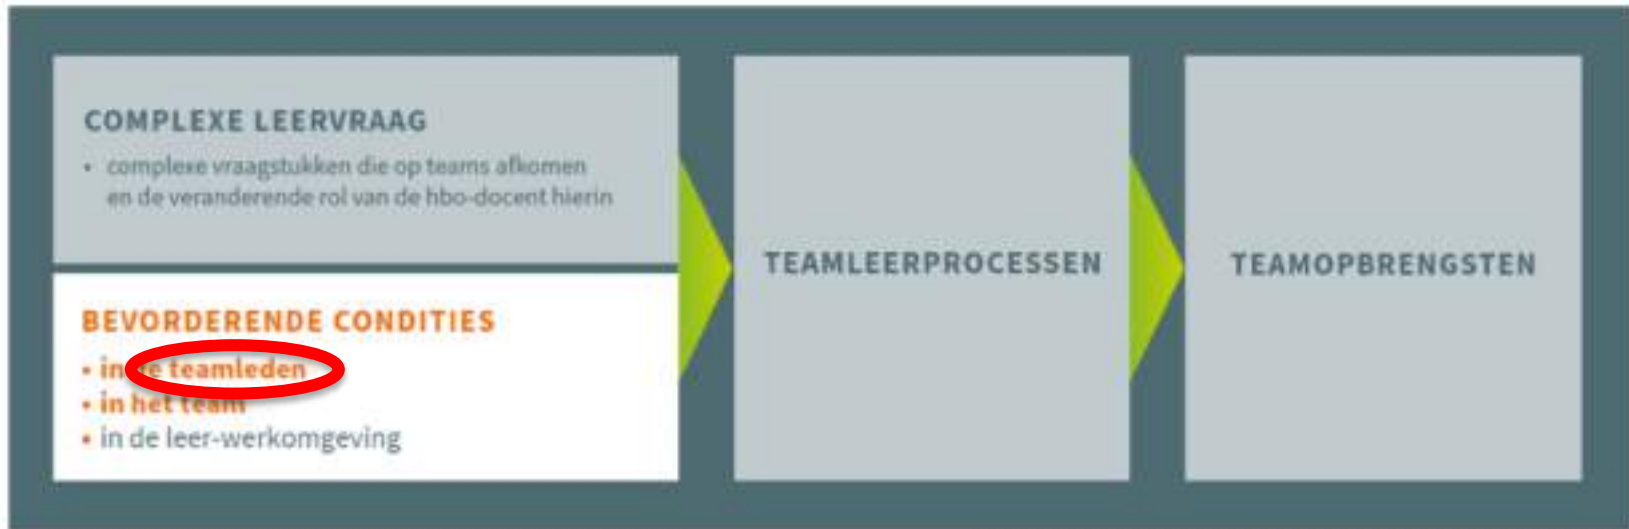 COMPLEXE LEERVRAAG
• complexe vraagstukken die op teams afkomen
en de veranderende rol van de hbo-docent hierin
BEVORDERENDE CONDITIES
• in de teamleden
• in het team
• in de leer-werkomgeving
TEAMLEERPROCESSEN
TEAMOPBRENGSTEN